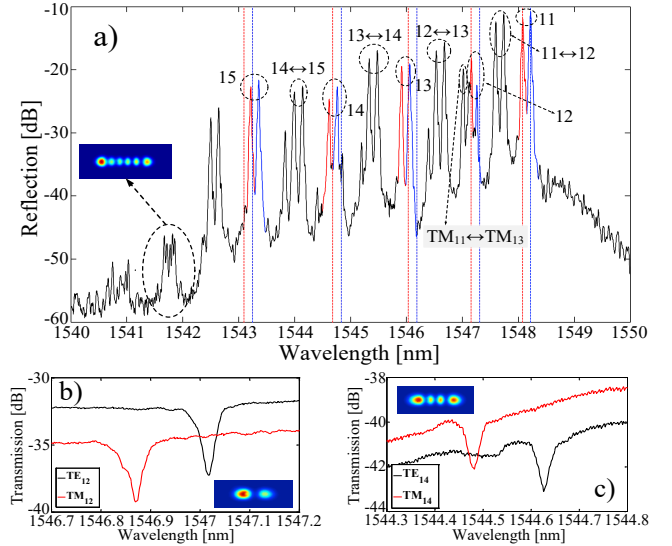 a)
Reflection [dB]
-10
-20
-30
-40
-50
-60
15
14↔15
13↔14
14
13
12↔13
11
11↔12
12
TM11↔TM13
1540 1541 1542 1543 1544 1545 1546 1547 1548 1549 1550
Wavelength [nm]
b)
Transmission [dB]
-30
-35
-40
TE12
TM12
1546.7 1546.8 1546.9 1547 1547.1 1547.2
Wavelength [nm]
c)
Transmission [dB]
-38
-40
-42
-44
TE14
TM14
1544.3 1544.4 1544.5 1544.6 1544.7 1544.8
Wavelength [nm]